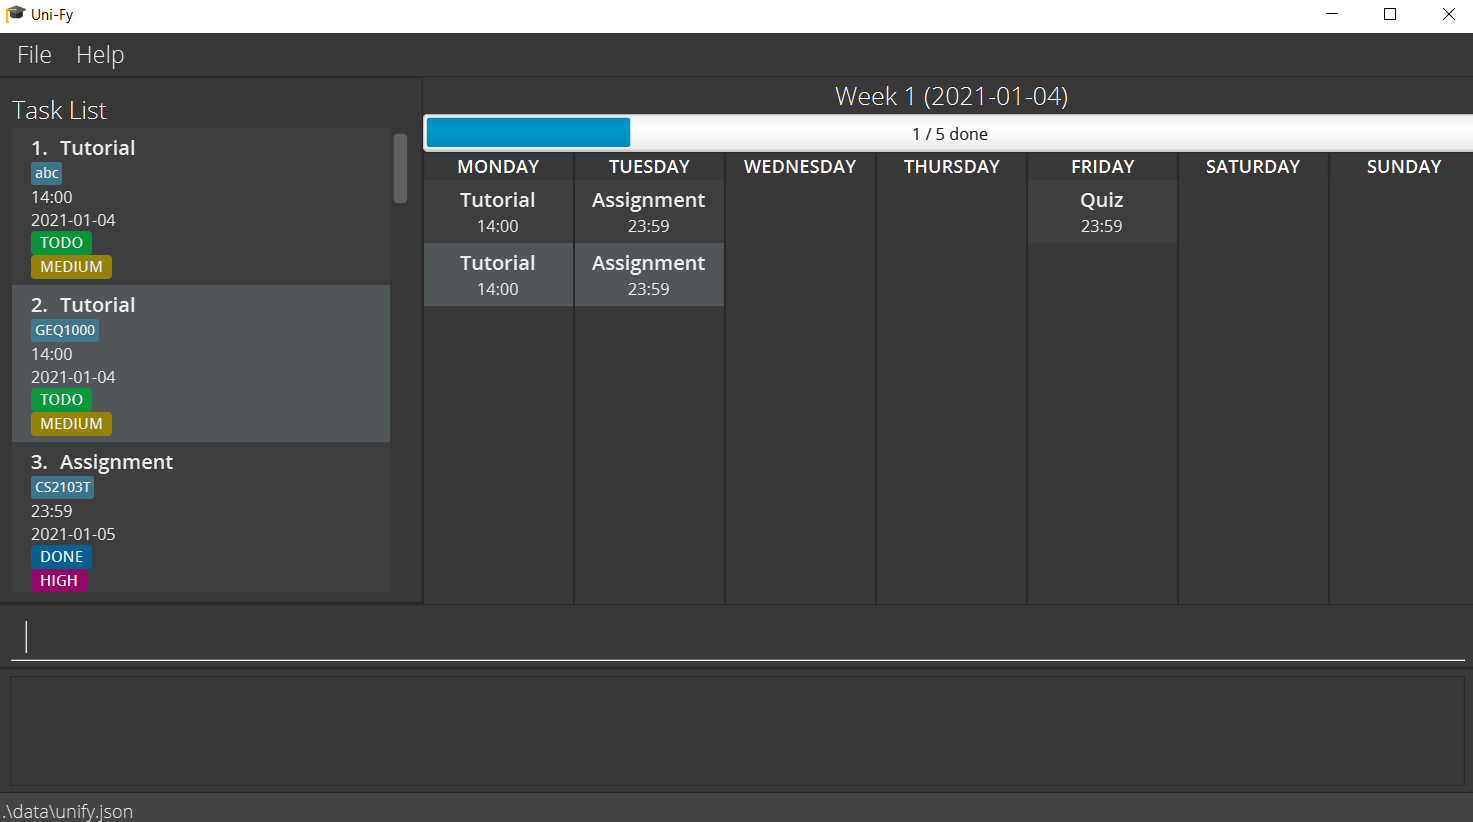 Uni-Fy
File Help
Task List
1. Tutorial
abc
14:00
2021-01-04
TODO
MEDIUM
2. Tutorial
GEQ1000
14:00
2021-01-04
TODO
MEDIUM
3. Assignment
CS2103T
23:59
2021-01-05
DONE
HIGH
Week 1 (2021-01-04)
1 / 5 done
MONDAY TUESDAY WEDNESDAY THURSDAY FRIDAY SATURDAY SUNDAY
Tutorial Assignment Quiz
14:00 23:59 23:59
Tutorial Assignment
14:00 23:59
.\data\unify.json